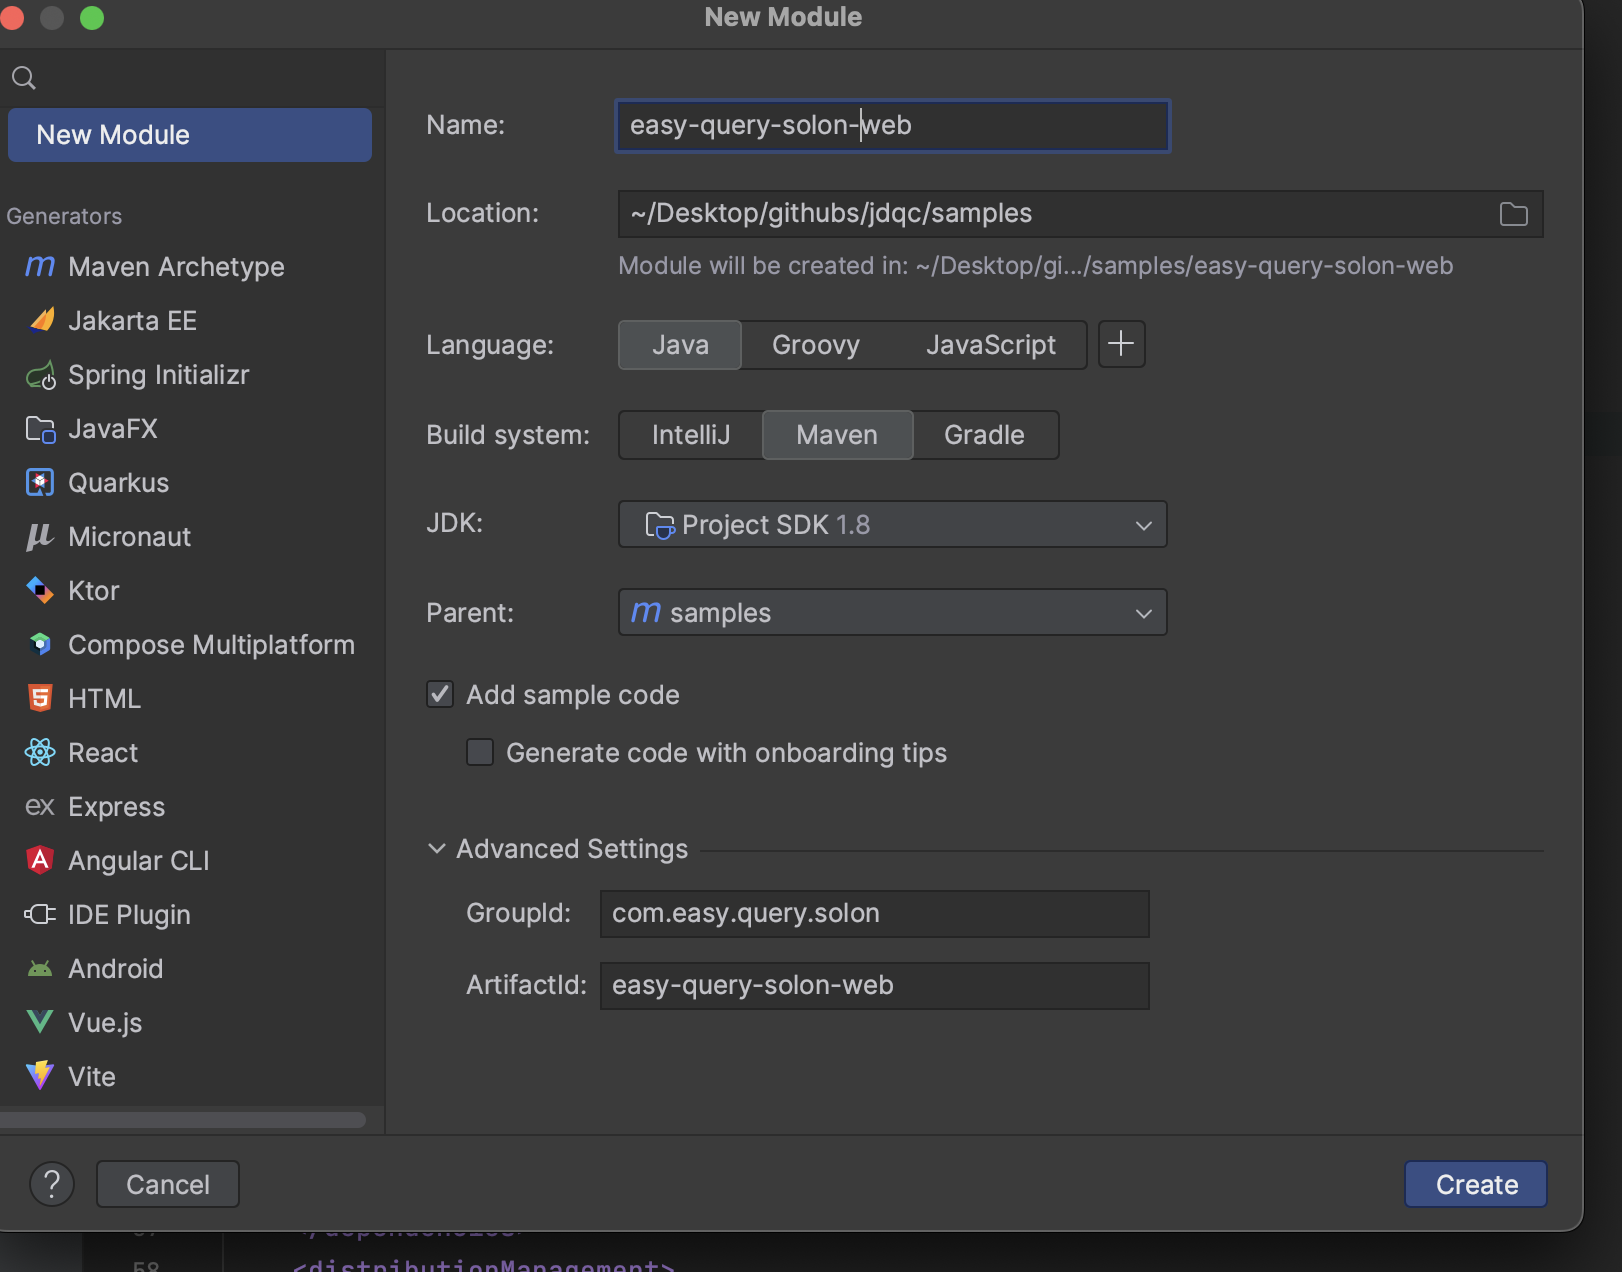 New Module
New Module
Generators
Maven Archetype
Jakarta EE
Spring Initializr
JavaFX
Quarkus
Micronaut
Ktor
Compose Multiplatform
HTML
React
ex Express
Angular CLI
IDE Plugin
Android
Vue.js
Vite
Name: easy-query-solon-web
Location: ~/Desktop/githubs/jdqc/samples
Module will be created in: ~/Desktop/gi.../samples/easy-query-solon-web
Language: Java Groovy JavaScript
Build system: IntelliJ Maven Gradle
JDK: Project SDK 1.8
Parent: m samples
Add sample code
Generate code with onboarding tips
Advanced Settings
GroupId: com.easy.query.solon
ArtifactId: easy-query-solon-web
? Cancel Create
58 <distributionManagement>